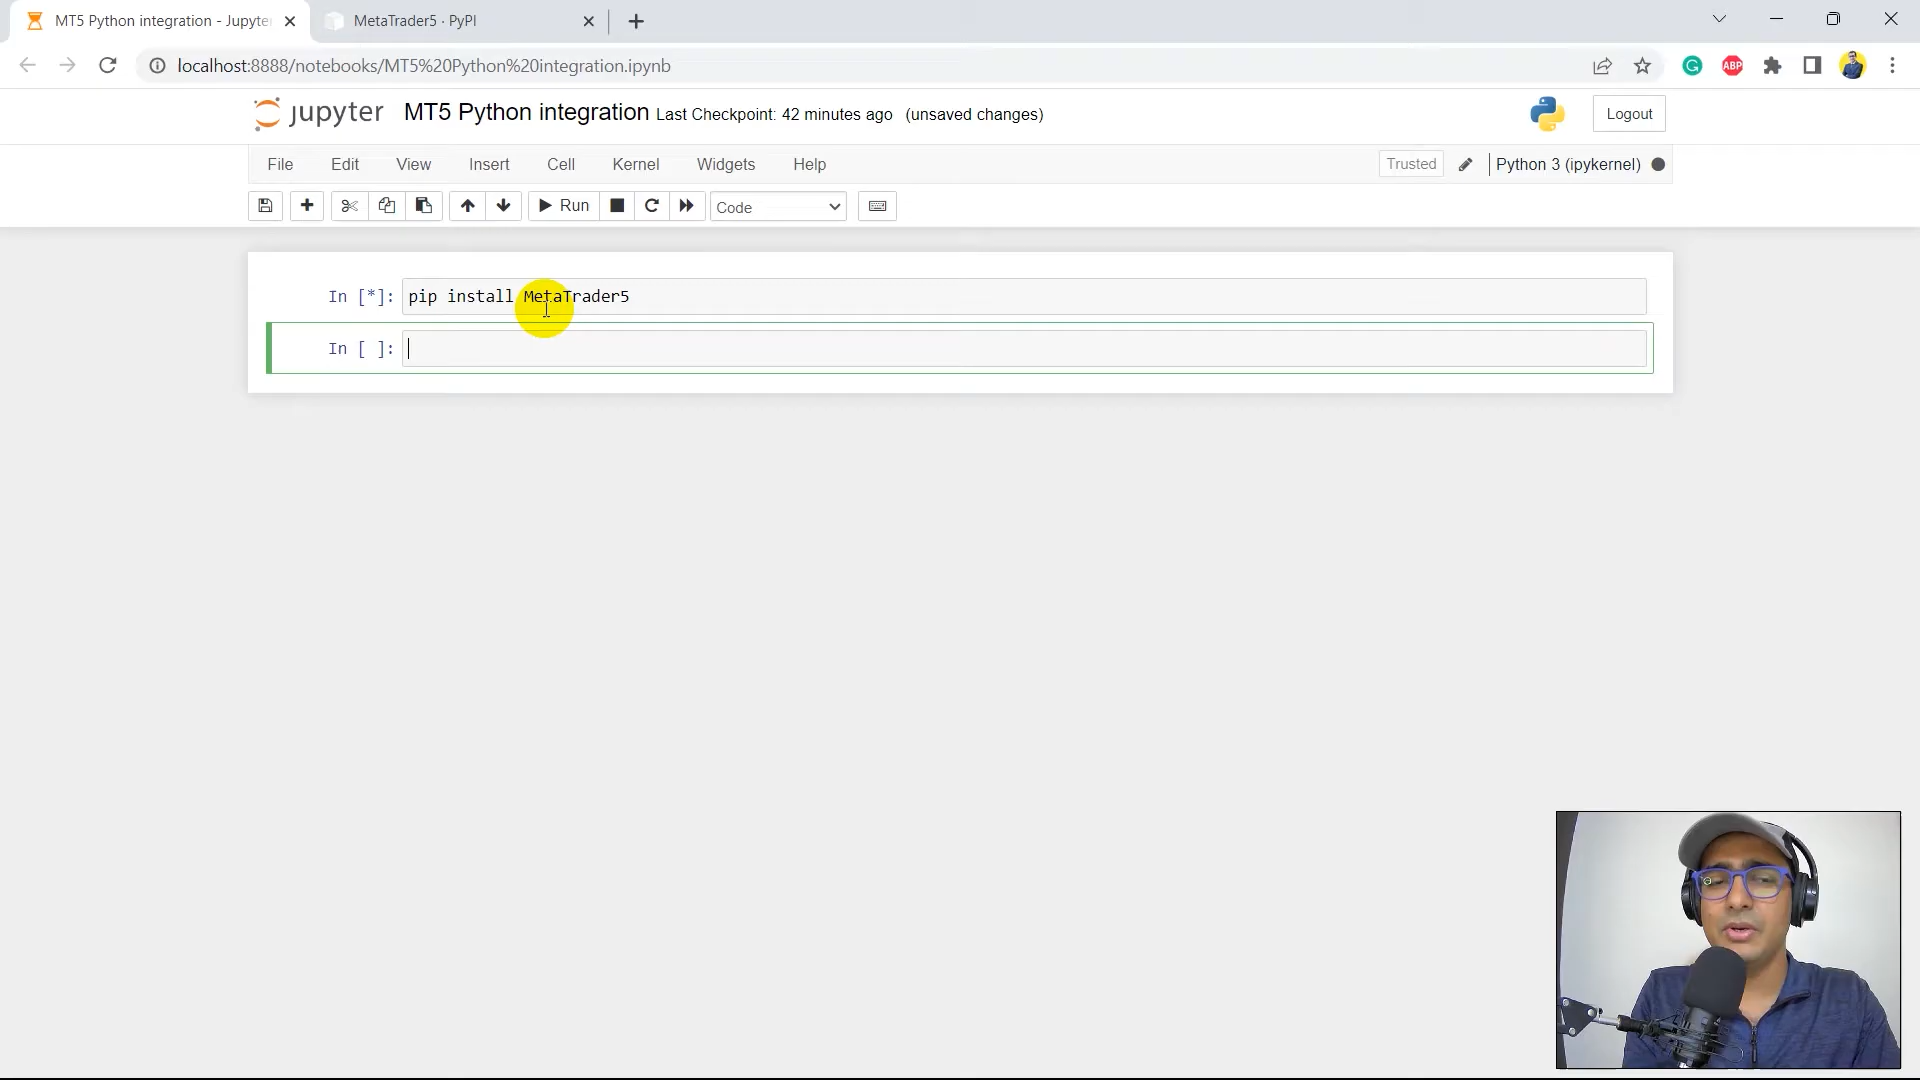 MT5 Python integration - Jupyte
MetaTrader5 · PyPI
localhost:8888/notebooks/MT5%20Python%20integration.ipynb
G
ABP
jupyter MT5 Python integration Last Checkpoint: 42 minutes ago (unsaved changes)
Logout
File Edit View Insert Cell Kernel Widgets Help
Trusted
Python 3 (ipykernel)
Run
Code
In [*]: pip install MetaTrader5
In [ ]: